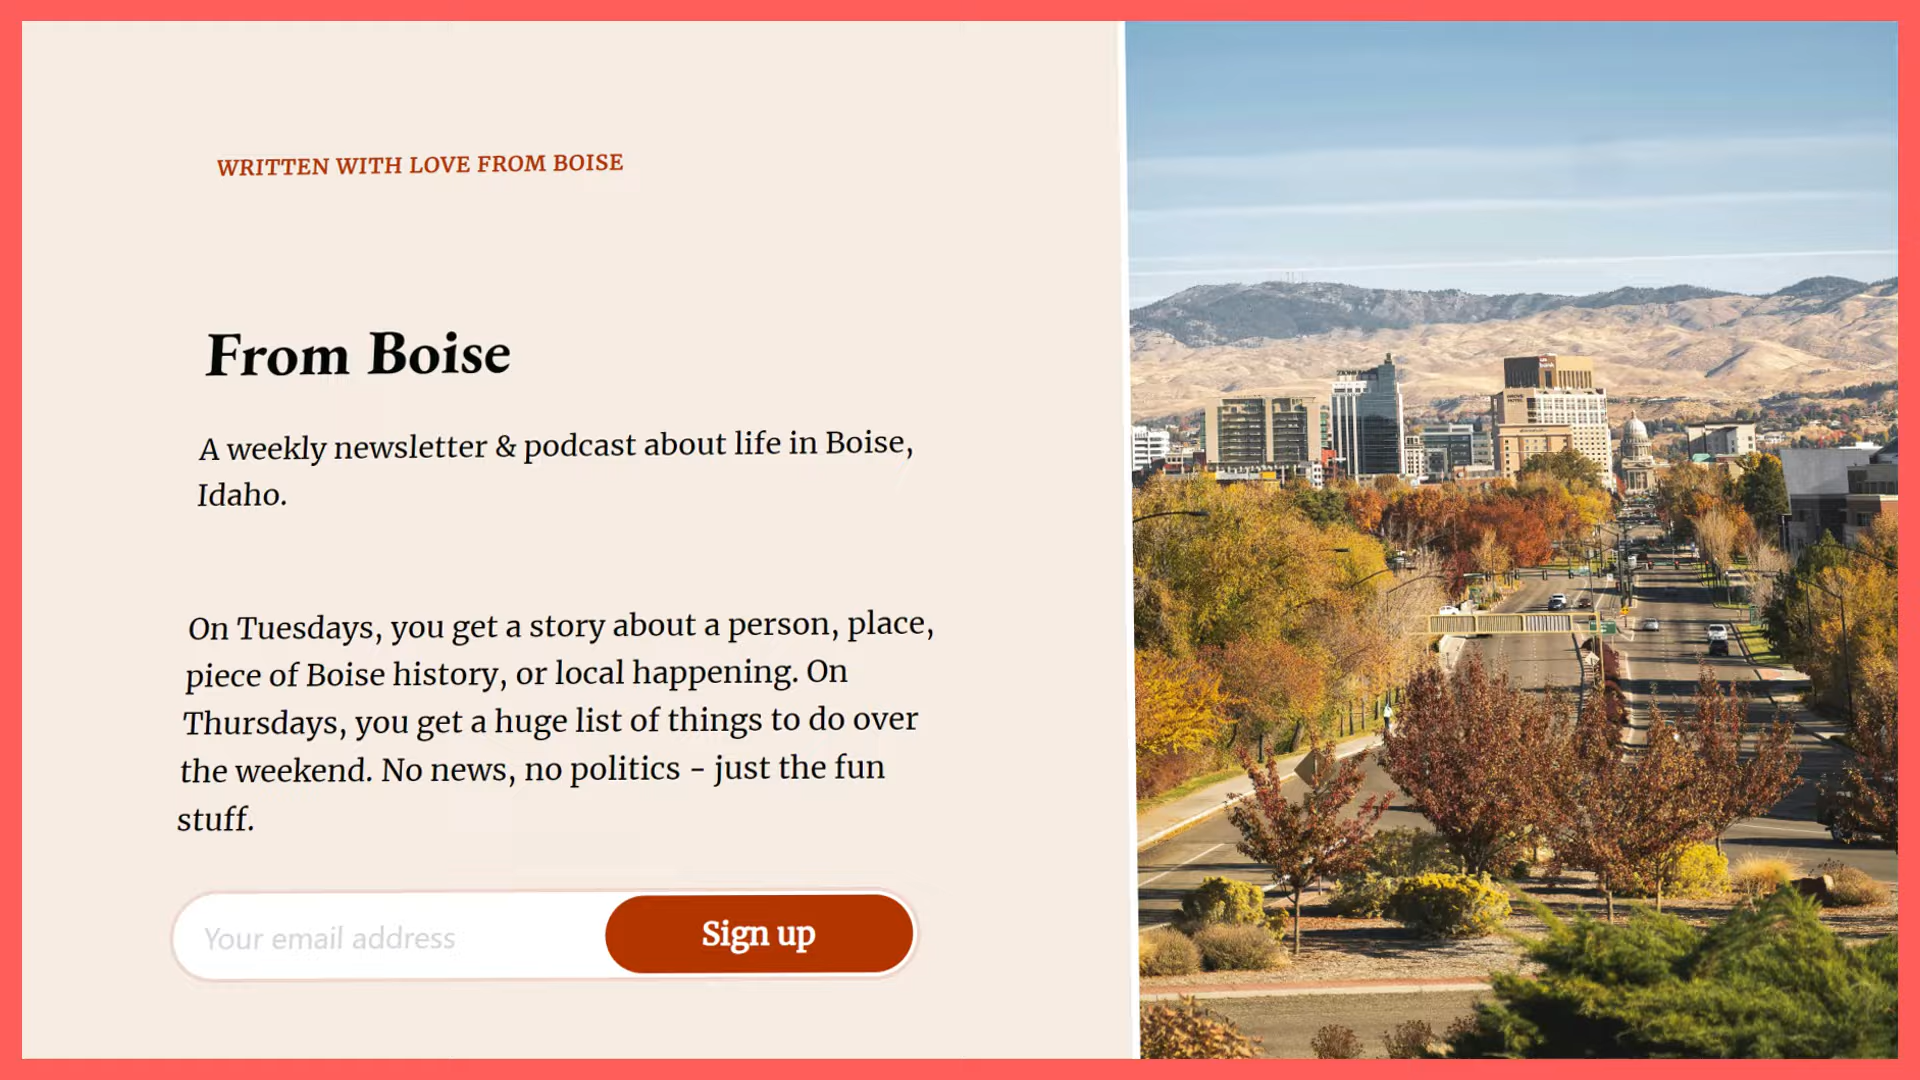 WRITTEN WITH LOVE FROM BOISE
From Boise
A weekly newsletter & podcast about life in Boise,
Idaho.
On Tuesdays, you get a story about a person, place,
piece of Boise history, or local happening. On
Thursdays, you get a huge list of things to do over
the weekend. No news, no politics - just the fun
stuff.
Your email address
Sign up